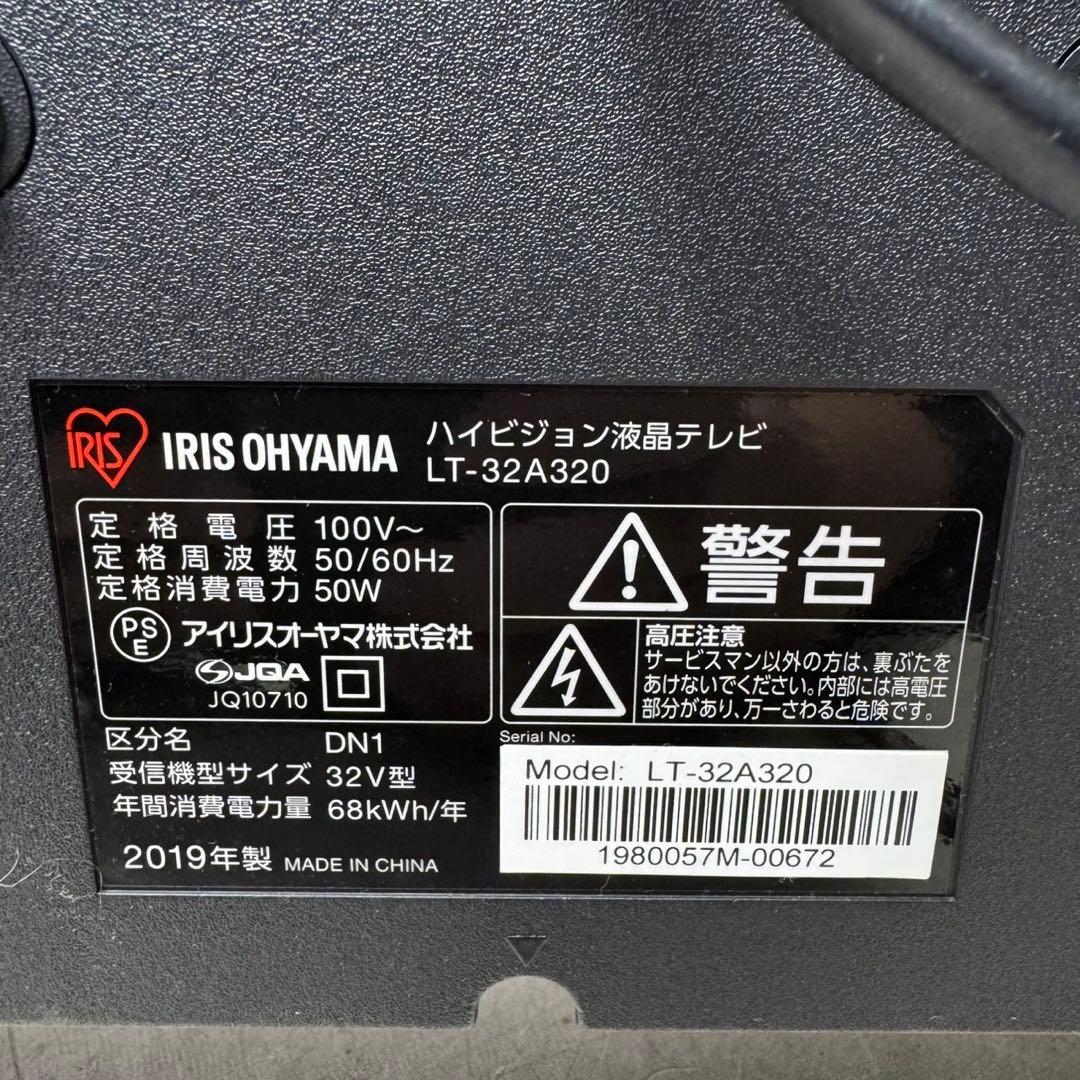 IRIS
IRIS OHYAMA
ハイビジョン液晶テレビ
LT-32A320
定格電圧 100V～
定格周波数 50/60Hz
定格消費電力 50W
PSE アイリスオーヤマ株式会社
JQA
JQ10710
警告
高圧注意
サービスマン以外の方は、裏ぶたを
あけないでください。内部には高電圧
部分があり、万一さわると危険です。
区分名 DN1
受信機型サイズ 32V型
年間消費電力量 68kWh/年
2019年製 MADE IN CHINA
Serial No:
Model: LT-32A320
1980057M-00672